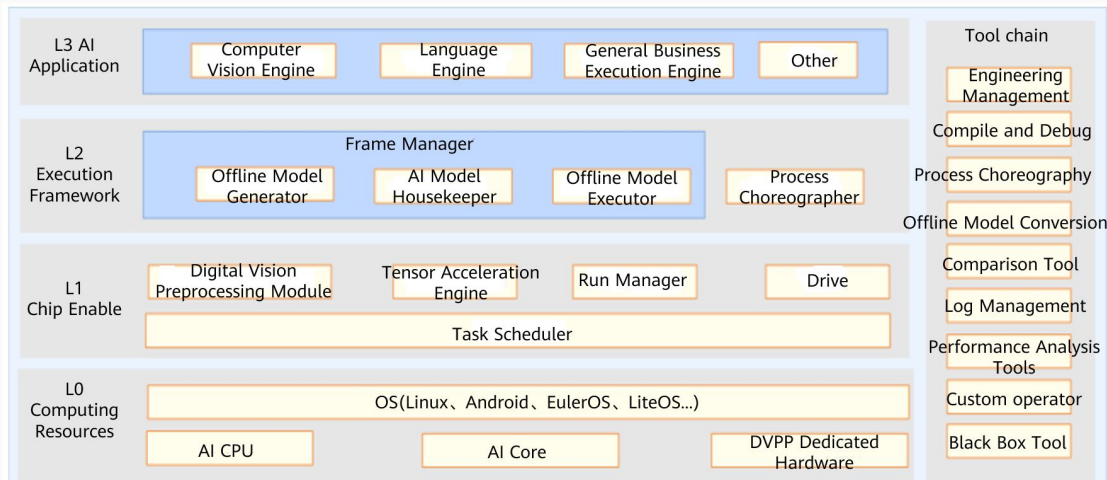 L3 AI
Application
Computer
Vision Engine
Language
Engine
General Business
Execution Engine
Other
L2
Execution
Framework
Frame Manager
Offline Model
Generator
AI Model
Housekeeper
Offline Model
Executor
Process
Choreographer
L1
Chip Enable
Digital Vision
Preprocessing Module
Tensor Acceleration
Engine
Run Manager
Drive
Task Scheduler
L0
Computing
Resources
OS(Linux、Android、EulerOS、LiteOS...)
AI CPU
AI Core
DVPP Dedicated
Hardware
Tool chain
Engineering
Management
Compile and Debug
Process Choreography
Offline Model Conversion
Comparison Tool
Log Management
Performance Analysis
Tools
Custom operator
Black Box Tool